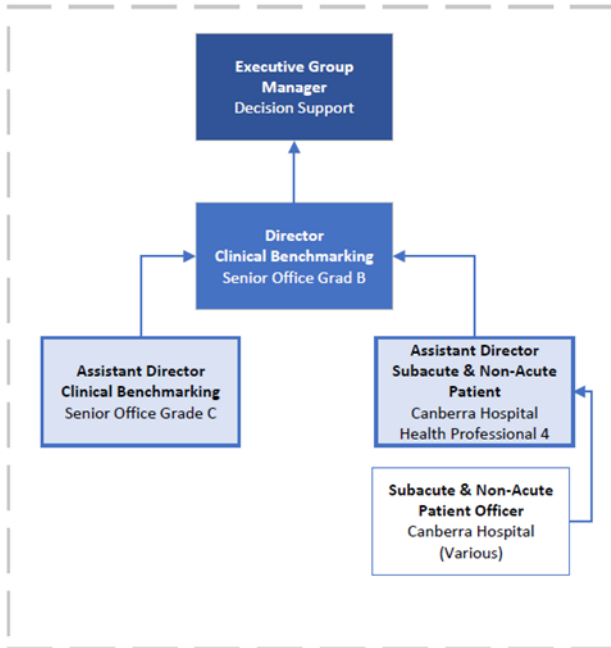 Executive Group
Manager
Decision Support
Director
Clinical Benchmarking
Senior Office Grad B
Assistant Director
Clinical Benchmarking
Senior Office Grade C
Assistant Director
Subacute & Non-Acute
Patient
Canberra Hospital
Health Professional 4
Subacute & Non-Acute
Patient Officer
Canberra Hospital
(Various)